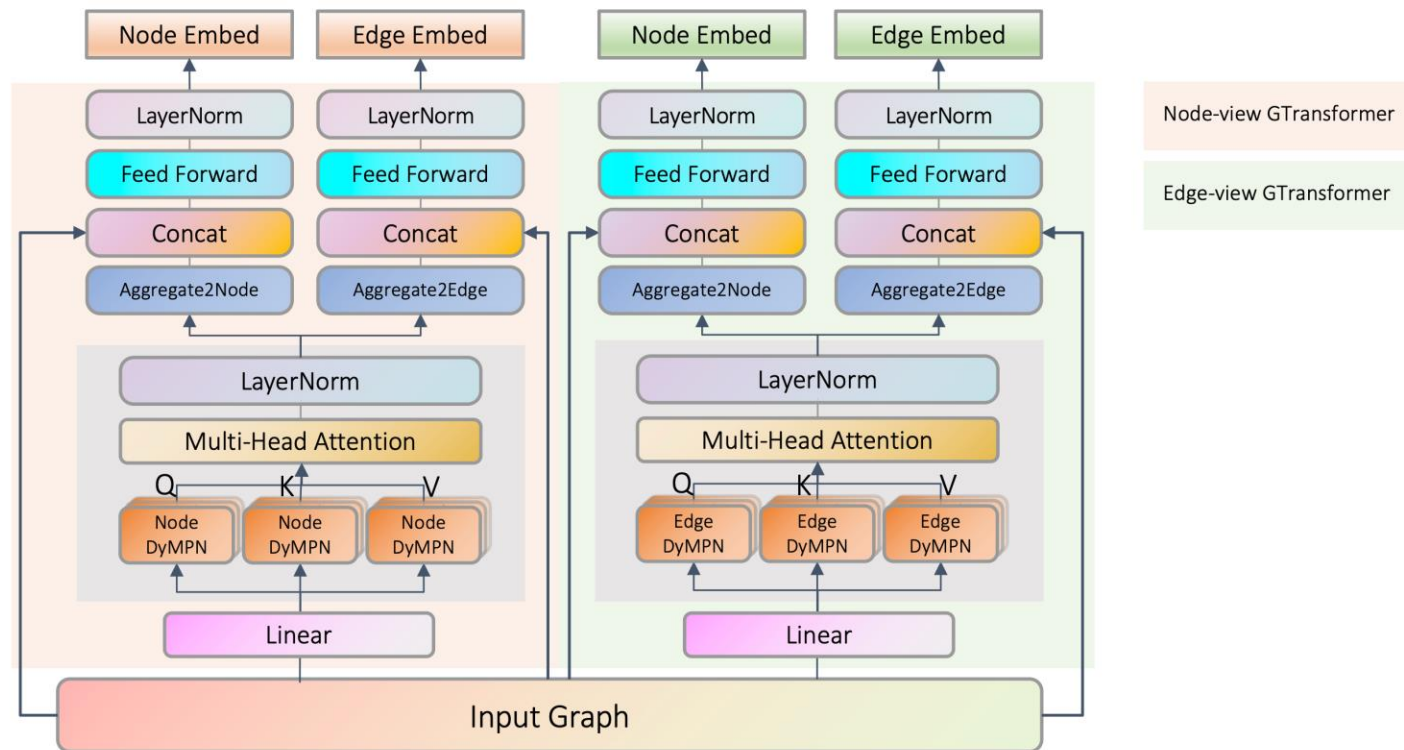 Node Embed
Edge Embed
Node Embed
Edge Embed
LayerNorm
LayerNorm
LayerNorm
LayerNorm
Node-view GTransformer
Feed Forward
Feed Forward
Feed Forward
Feed Forward
Edge-view GTransformer
Concat
Concat
Concat
Concat
Aggregate2Node
Aggregate2Edge
Aggregate2Node
Aggregate2Edge
LayerNorm
LayerNorm
Multi-Head Attention
Multi-Head Attention
Q
K
V
Q
K
V
Node
DyMPN
Node
DyMPN
Node
DyMPN
Edge
DyMPN
Edge
DyMPN
Edge
DyMPN
Linear
Linear
Input Graph